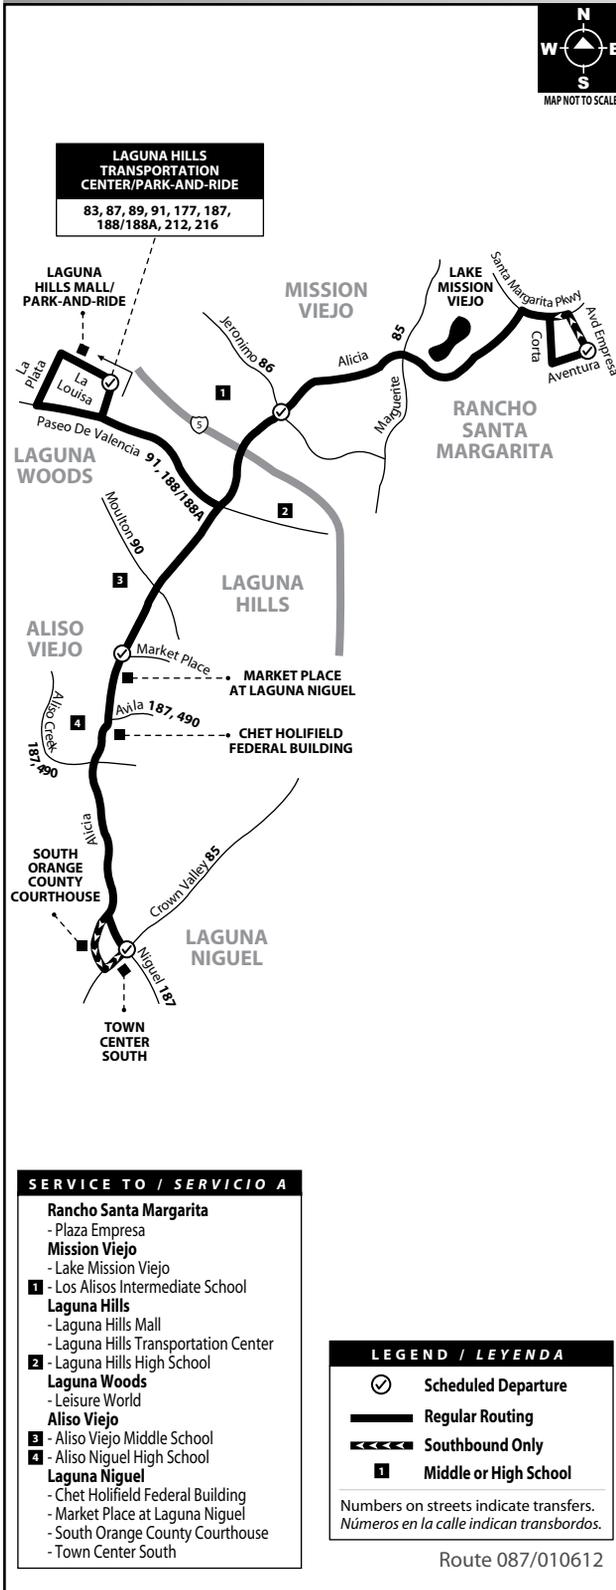 N
W E
S
MAP NOT TO SCALE
LAGUNA HILLS
TRANSPORTATION
CENTER/PARK-AND-RIDE
83, 87, 89, 91, 177, 187,
188/188A, 212, 216
LAGUNA
HILLS MALL/
PARK-AND-RIDE
MISSION
VIEJO
LAKE
MISSION
VIEJO
Santa Margarita Pkwy
Avd Empresa
Corta
Aventura
Jeronimo 86
Alicia
85
Marguerite
RANCHO
SANTA
MARGARITA
La
Plata
La
Louisa
1
5
Paseo De Valencia
91, 188/188A
LAGUNA
WOODS
2
Moulton 90
3
LAGUNA
HILLS
ALISO
VIEJO
Market Place
MARKET PLACE
AT LAGUNA NIGUEL
Aliso Creek
187, 490
4
Avila 187, 490
CHET HOLIFIELD
FEDERAL BUILDING
Alicia
SOUTH
ORANGE
COUNTY
COURTHOUSE
Crown Valley 85
LAGUNA
NIGUEL
Niguel 187
TOWN
CENTER
SOUTH
SERVICE TO / SERVICIO A
Rancho Santa Margarita
- Plaza Empresa
Mission Viejo
- Lake Mission Viejo
1 - Los Alisos Intermediate School
Laguna Hills
- Laguna Hills Mall
- Laguna Hills Transportation Center
2 - Laguna Hills High School
Laguna Woods
- Leisure World
Aliso Viejo
3 - Aliso Viejo Middle School
4 - Aliso Niguel High School
Laguna Niguel
- Chet Holifield Federal Building
- Market Place at Laguna Niguel
- South Orange County Courthouse
- Town Center South
LEGEND / LEYENDA
Scheduled Departure
Regular Routing
Southbound Only
1 Middle or High School
Numbers on streets indicate transfers.
Números en la calle indican transbordos.
Route 087/010612